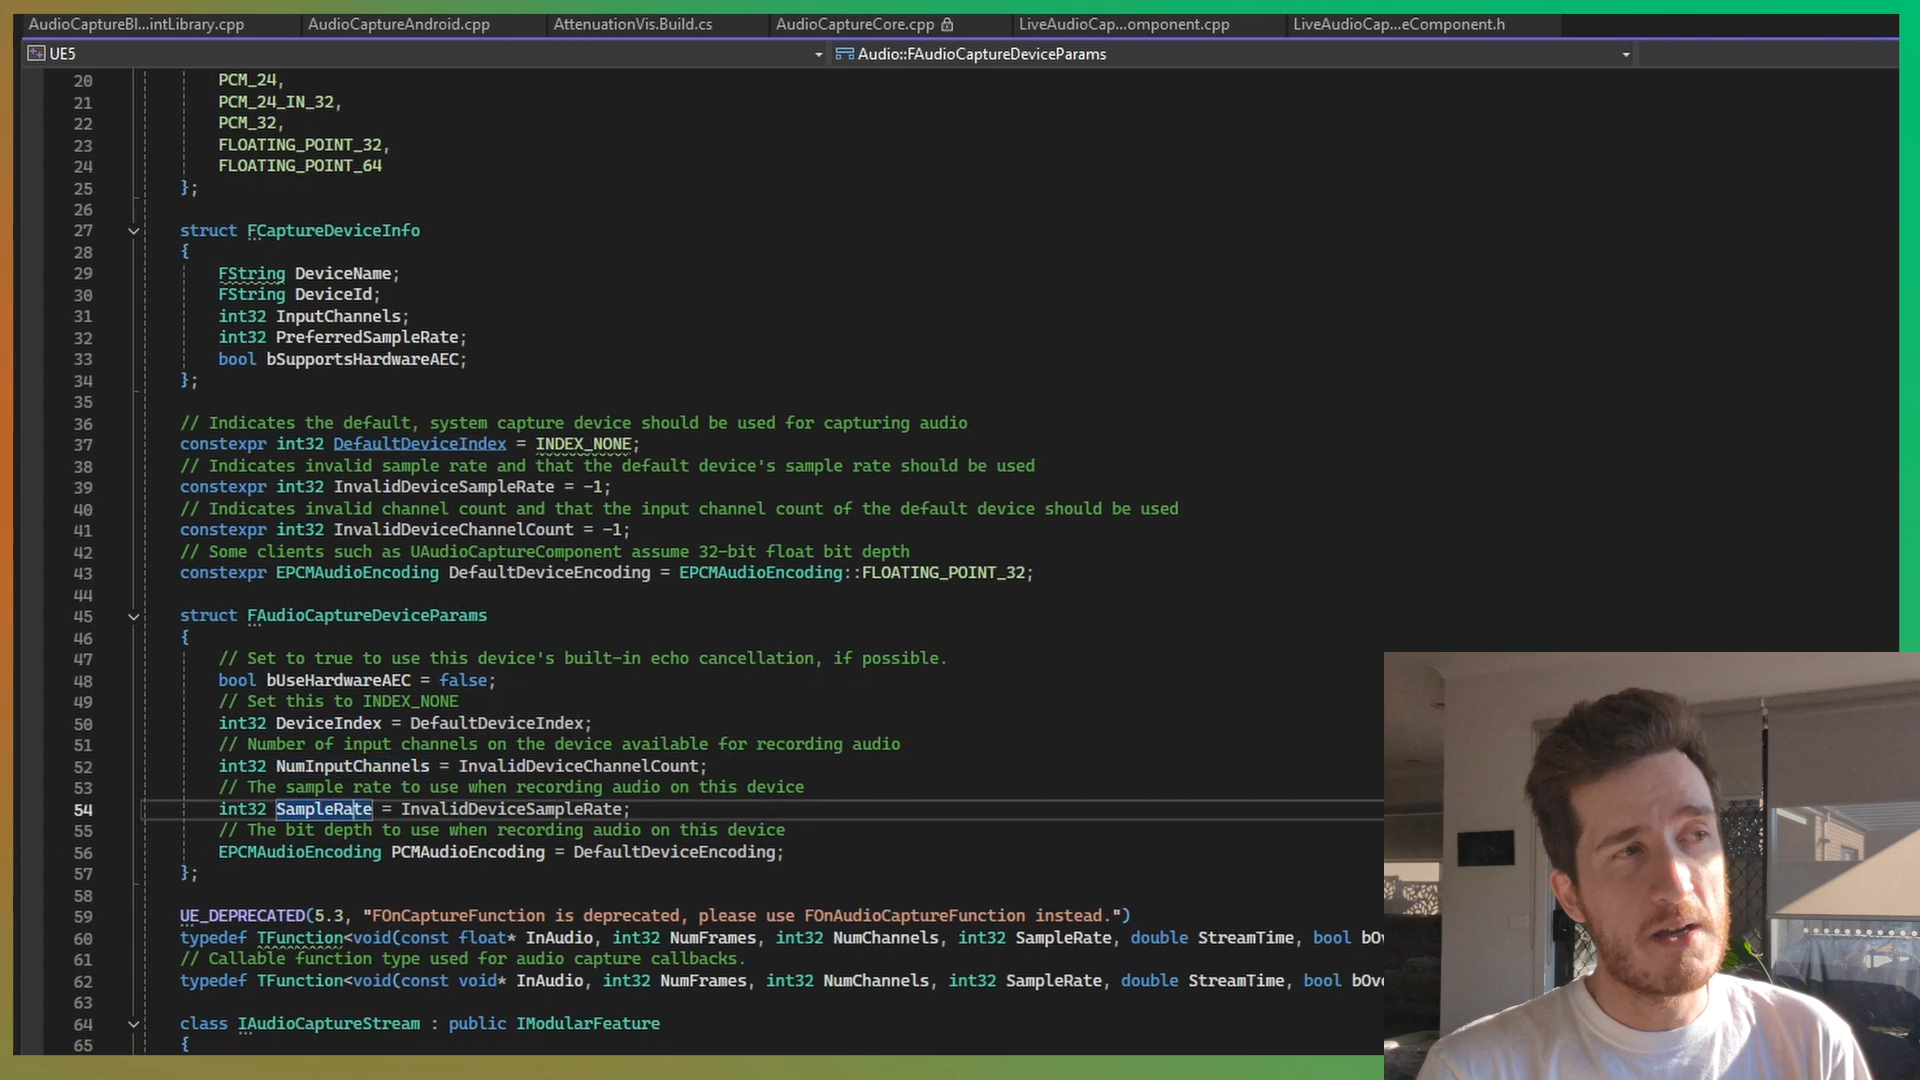 AudioCaptureBl...intLibrary.cpp AudioCaptureAndroid.cpp AttenuationVis.Build.cs AudioCaptureCore.cpp LiveAudioCap...omponent.cpp LiveAudioCap...eComponent.h
UE5 Audio::FAudioCaptureDeviceParams
20 PCM_24,
21 PCM_24_IN_32,
22 PCM_32,
23 FLOATING_POINT_32,
24 FLOATING_POINT_64
25 };
26
27 struct FCaptureDeviceInfo
28 {
29 FString DeviceName;
30 FString DeviceId;
31 int32 InputChannels;
32 int32 PreferredSampleRate;
33 bool bSupportsHardwareAEC;
34 };
35
36 // Indicates the default, system capture device should be used for capturing audio
37 constexpr int32 DefaultDeviceIndex = INDEX_NONE;
38 // Indicates invalid sample rate and that the default device's sample rate should be used
39 constexpr int32 InvalidDeviceSampleRate = -1;
40 // Indicates invalid channel count and that the input channel count of the default device should be used
41 constexpr int32 InvalidDeviceChannelCount = -1;
42 // Some clients such as UAudioCaptureComponent assume 32-bit float bit depth
43 constexpr EPCMAudioEncoding DefaultDeviceEncoding = EPCMAudioEncoding::FLOATING_POINT_32;
44
45 struct FAudioCaptureDeviceParams
46 {
47 // Set to true to use this device's built-in echo cancellation, if possible.
48 bool bUseHardwareAEC = false;
49 // Set this to INDEX_NONE
50 int32 DeviceIndex = DefaultDeviceIndex;
51 // Number of input channels on the device available for recording audio
52 int32 NumInputChannels = InvalidDeviceChannelCount;
53 // The sample rate to use when recording audio on this device
54 int32 SampleRate = InvalidDeviceSampleRate;
55 // The bit depth to use when recording audio on this device
56 EPCMAudioEncoding PCMAudioEncoding = DefaultDeviceEncoding;
57 };
58
59 UE_DEPRECATED(5.3, "FOnCaptureFunction is deprecated, please use FOnAudioCaptureFunction instead.")
60 typedef TFunction<void(const float* InAudio, int32 NumFrames, int32 NumChannels, int32 SampleRate, double StreamTime, bool bOv
61 // Callable function type used for audio capture callbacks.
62 typedef TFunction<void(const void* InAudio, int32 NumFrames, int32 NumChannels, int32 SampleRate, double StreamTime, bool bOve
63
64 class IAudioCaptureStream : public IModularFeature
65 {